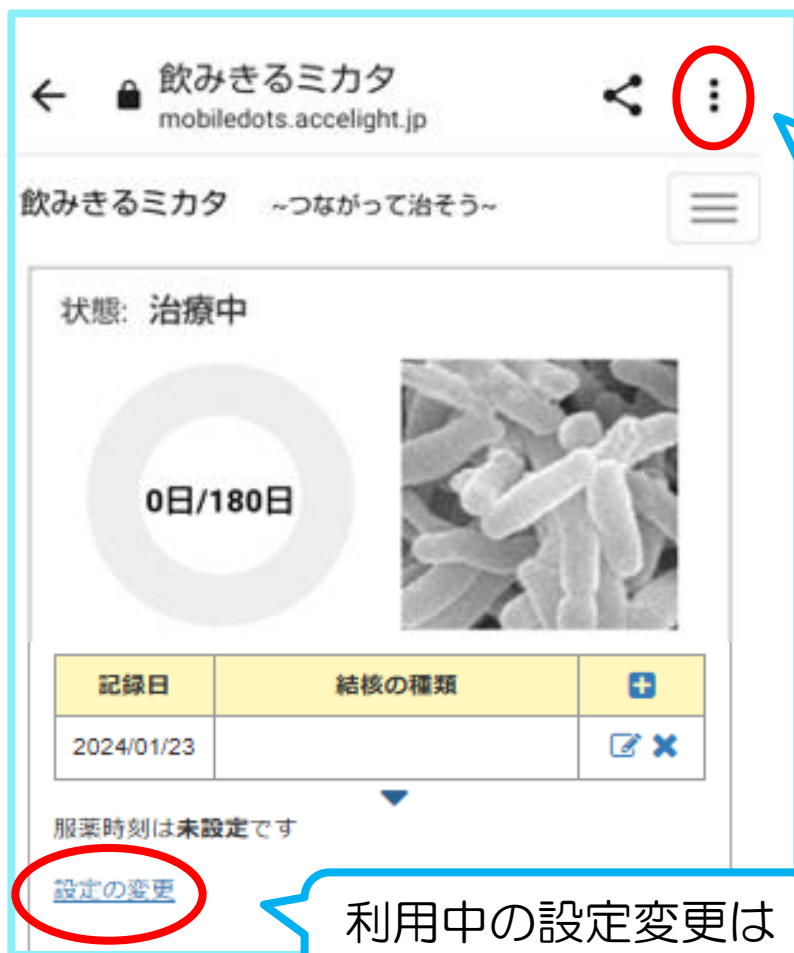 飲みきるミカタ
mobiledots.accelight.jp
飲みきるミカタ ~つながって治そう~
状態: 治療中
0日/180日
記録日 結核の種類
2024/01/23
服薬時刻は未設定です
設定の変更
利用中の設定変更は